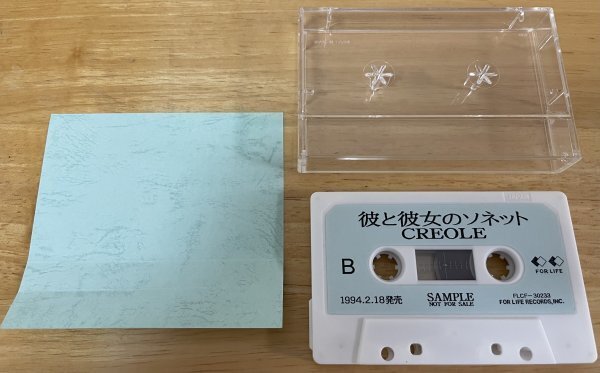 彼と彼女のソネット
CREOLE
B
FOR LIFE
1994.2.18発売
SAMPLE
NOT FOR SALE
FLCF-30233
FOR LIFE RECORDS,INC.